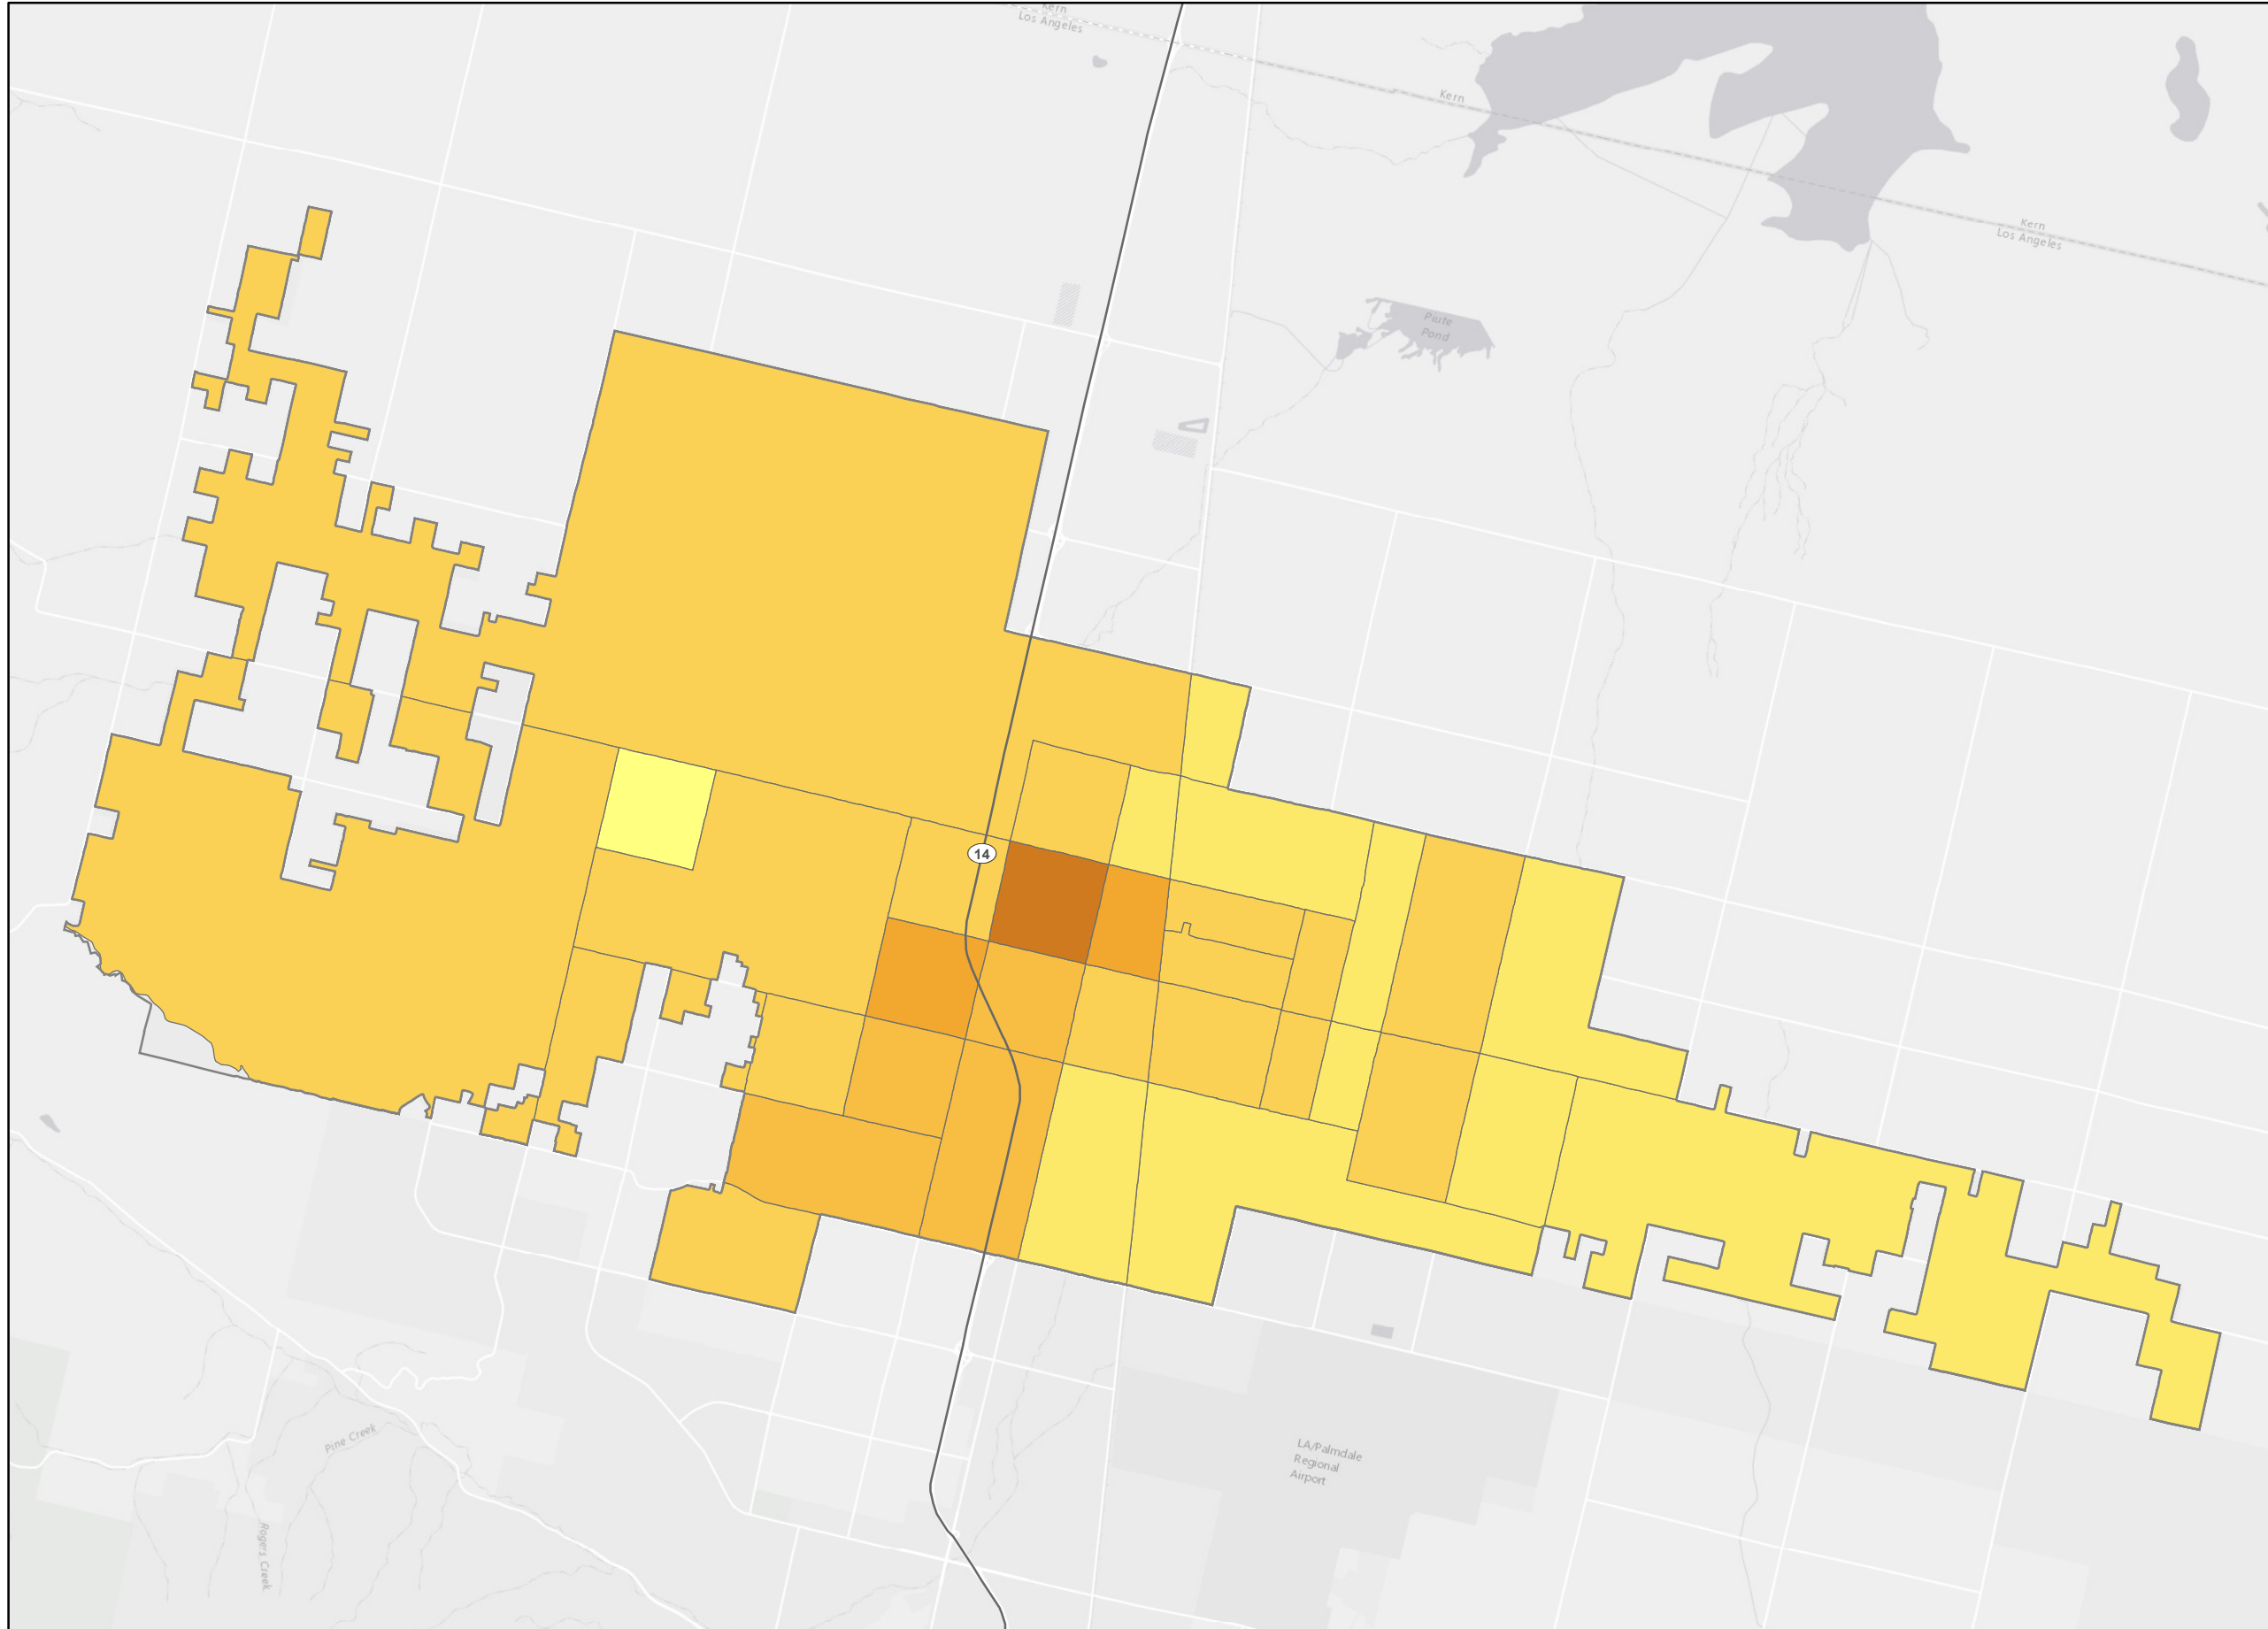 Kern
Los Angeles
Kern
Kern
Los Angeles
Piute
Pond
14
LA/Palmdale
Regional
Airport
Pine Creek
Rogers Creek